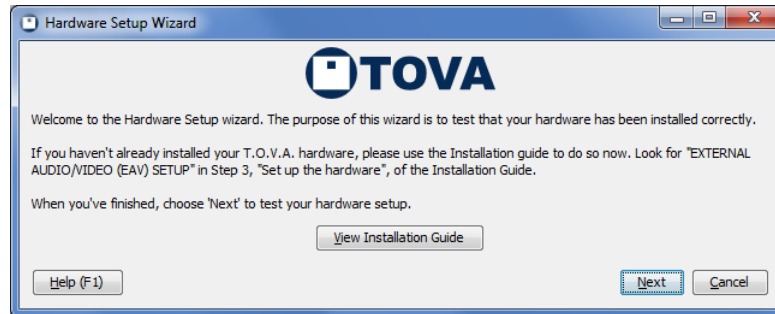 Hardware Setup Wizard
TOVA
Welcome to the Hardware Setup wizard. The purpose of this wizard is to test that your hardware has been installed correctly.
If you haven't already installed your T.O.V.A. hardware, please use the Installation guide to do so now. Look for "EXTERNAL
AUDIO/VIDEO (EAV) SETUP" in Step 3, "Set up the hardware", of the Installation Guide.
When you've finished, choose 'Next' to test your hardware setup.
View Installation Guide
Help (F1) Next Cancel